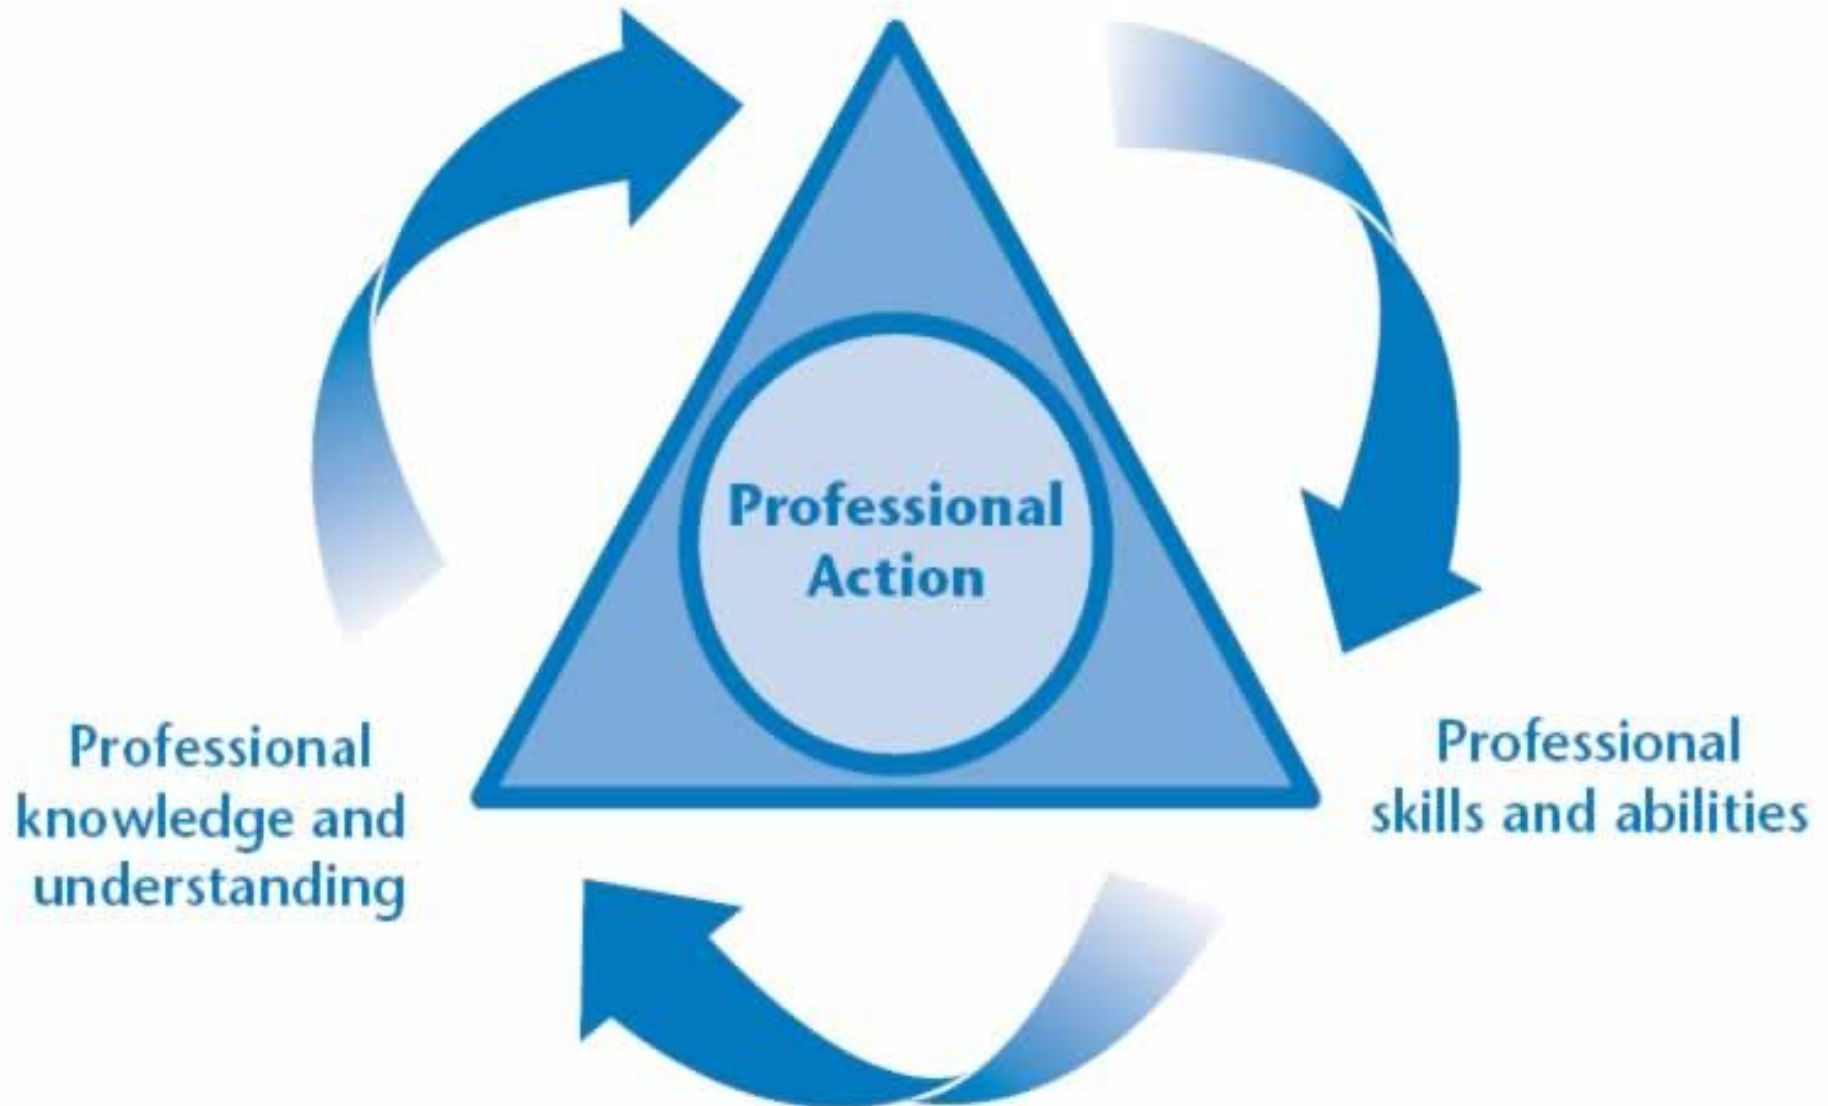 Professional
Action
Professional
knowledge and
understanding
Professional
skills and abilities